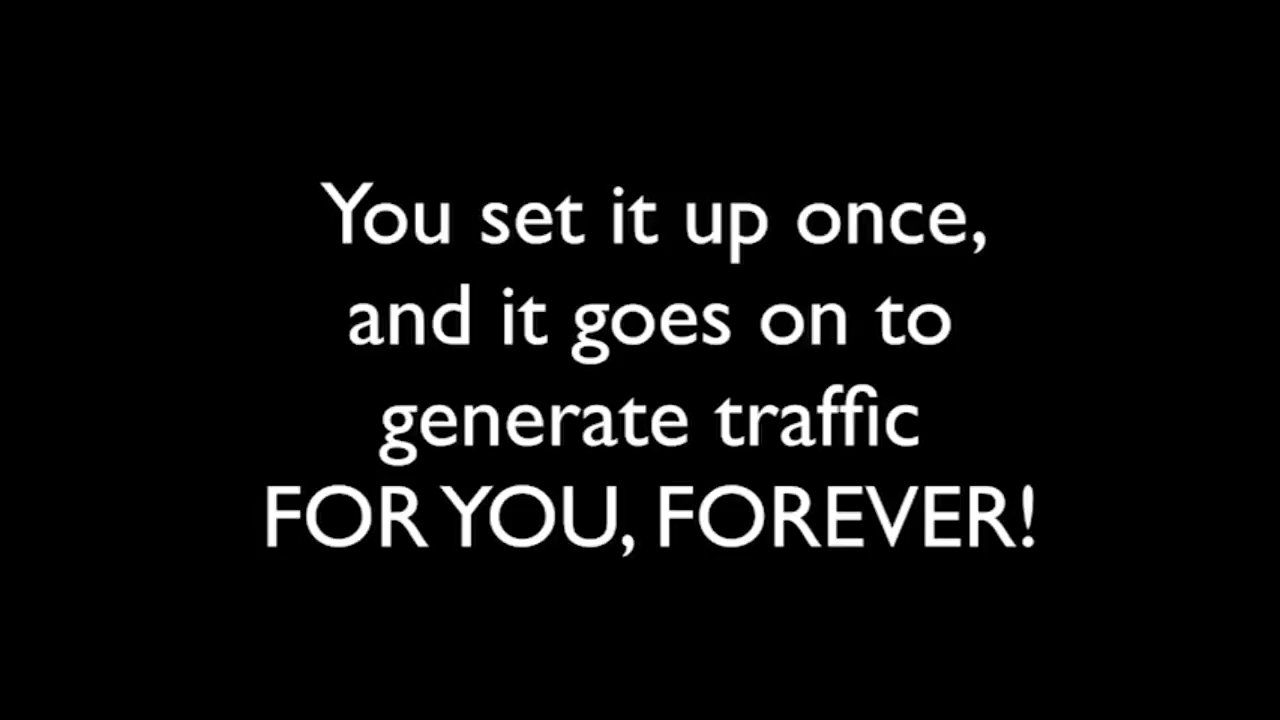 You set it up once,
and it goes on to
generate traffic
FOR YOU, FOREVER!